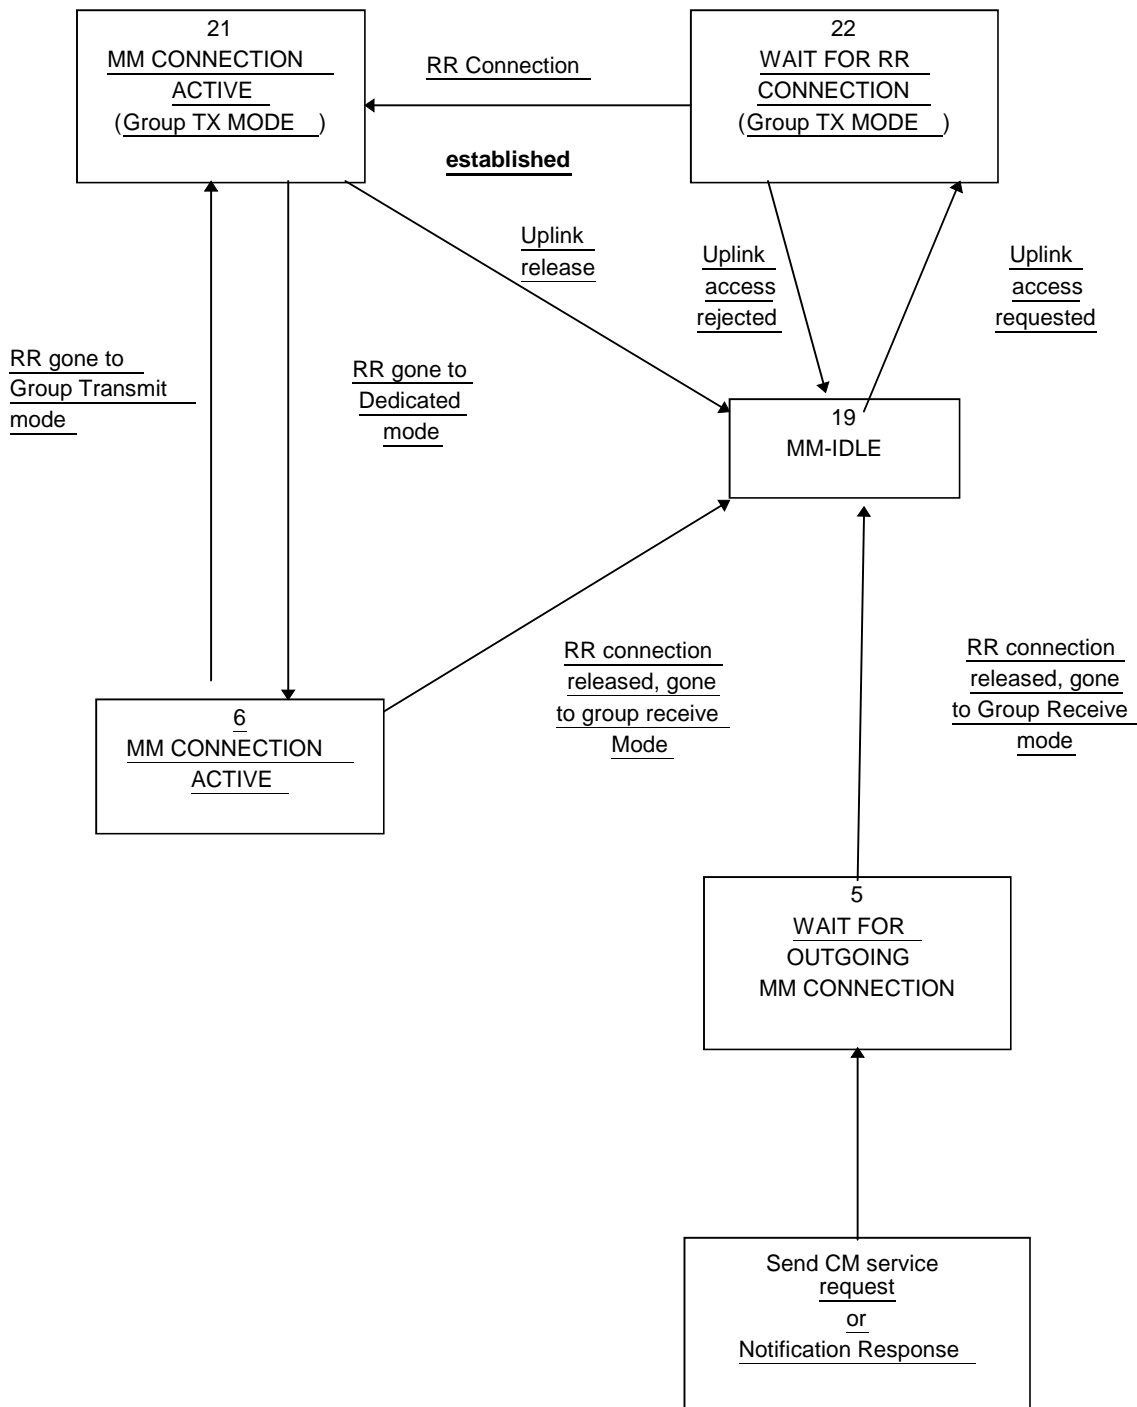 21
MM CONNECTION
ACTIVE
(Group TX MODE )
RR Connection
established
22
WAIT FOR RR
CONNECTION
(Group TX MODE )
Uplink
release
Uplink
access
rejected
Uplink
access
requested
RR gone to
Group Transmit
mode
RR gone to
Dedicated
mode
19
MM-IDLE
RR connection
released, gone
to group receive
Mode
RR connection
released, gone
to Group Receive
mode
6
MM CONNECTION
ACTIVE
5
WAIT FOR
OUTGOING
MM CONNECTION
Send CM service
request
or
Notification Response